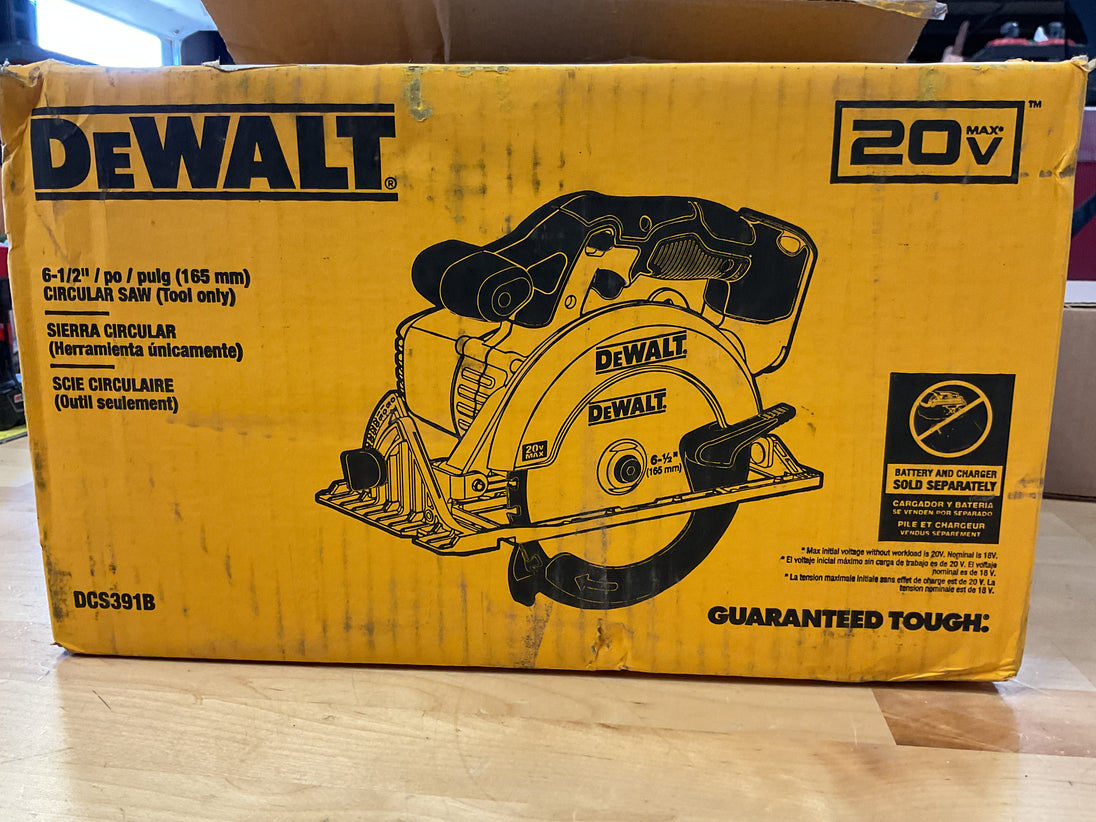 DEWALT®
20V MAX* ™
6-1/2" / po / pulg (165 mm)
CIRCULAR SAW (Tool only)
SIERRA CIRCULAR
(Herramienta únicamente)
SCIE CIRCULAIRE
(Outil seulement)
DEWALT.
DEWALT.
20V
MAX
6-½"
(165 mm)
BATTERY AND CHARGER
SOLD SEPARATELY
CARGADOR Y BATERIA
SE VENDEN POR SEPARADO
PILE ET CHARGEUR
VENDUS SEPAREMENT
* Max initial voltage without workload is 20V. Nominal is 18V.
* El voltaje inicial máximo sin carga de trabajo es de 20 V. El voltaje
nominal es de 18 V.
* La tension maximale initiale sans effet de charge est de 20 V. La
tension nominale est de 18 V.
DCS391B
GUARANTEED TOUGH.®